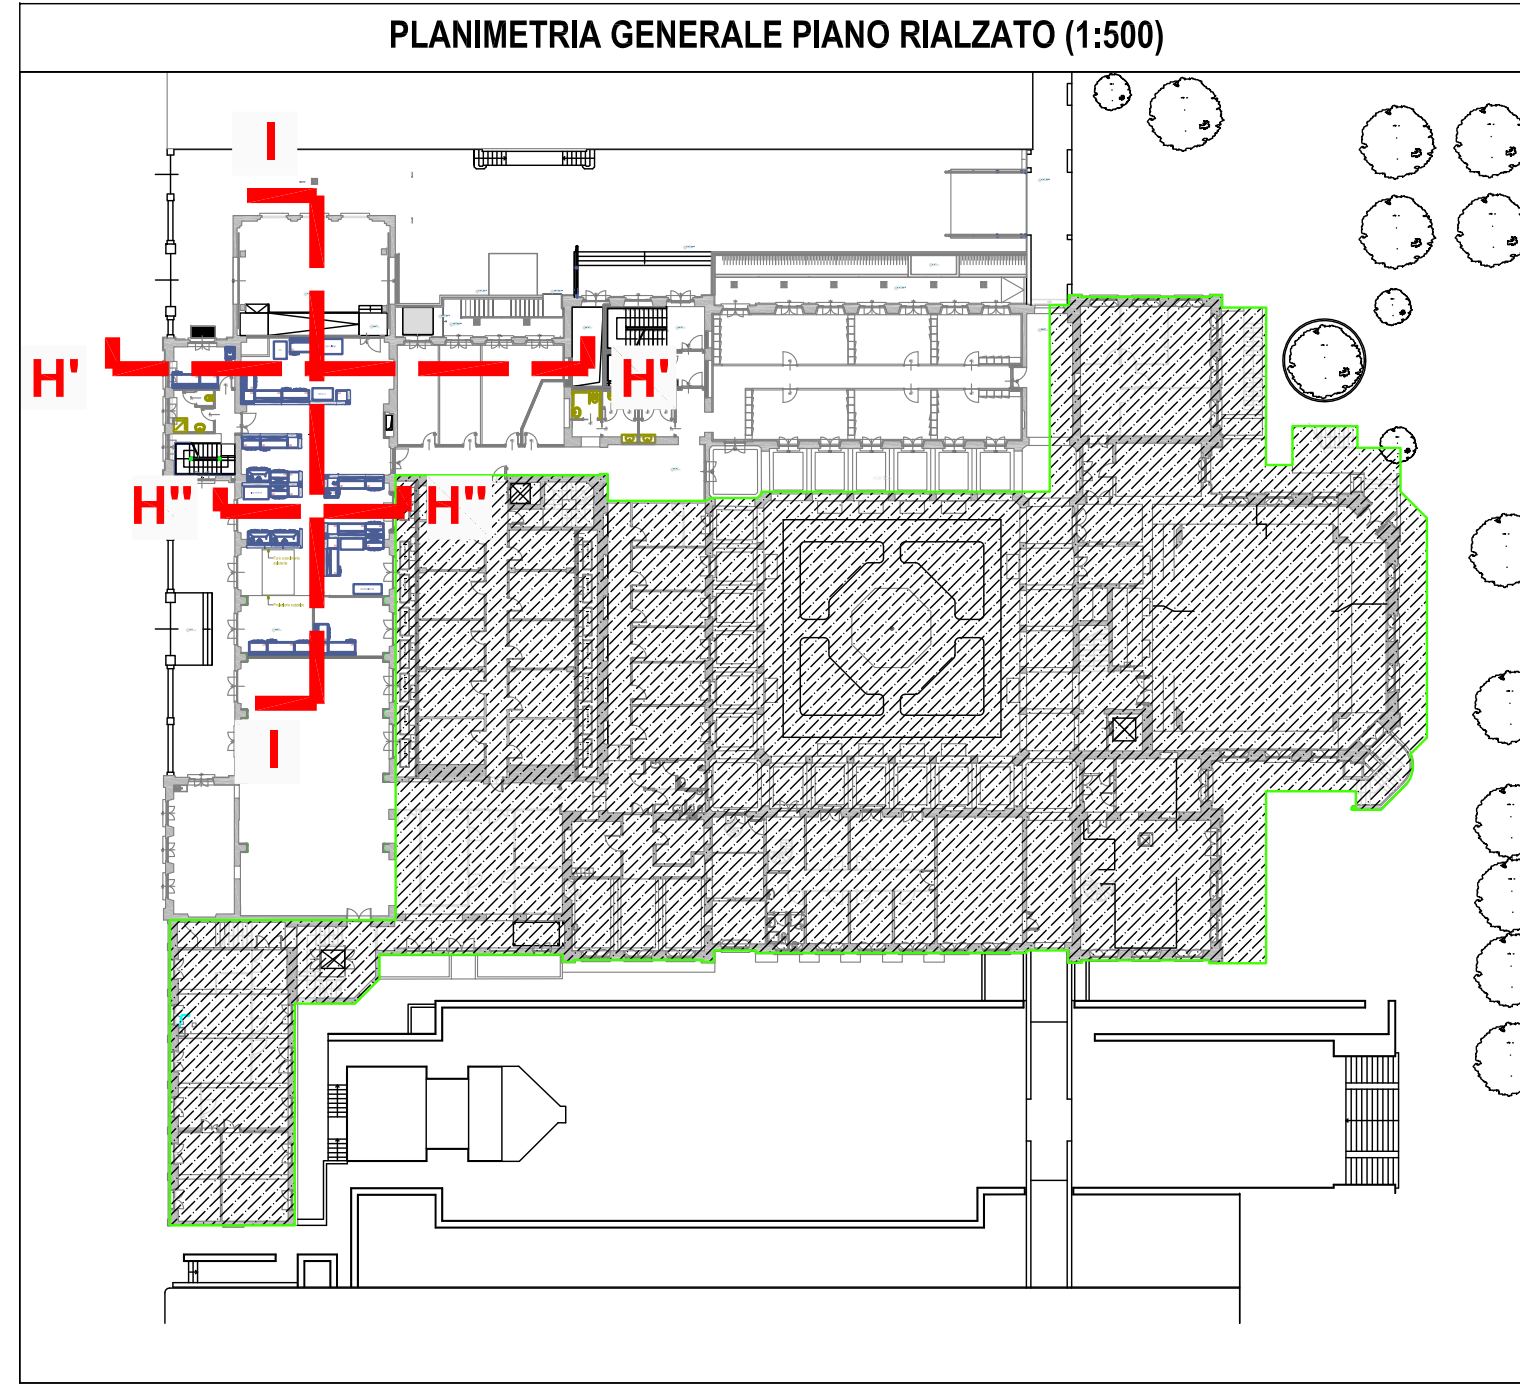 PLANIMETRIA GENERALE PIANO RIALZATO (1:500)
I
H' H'
H'' H''
I